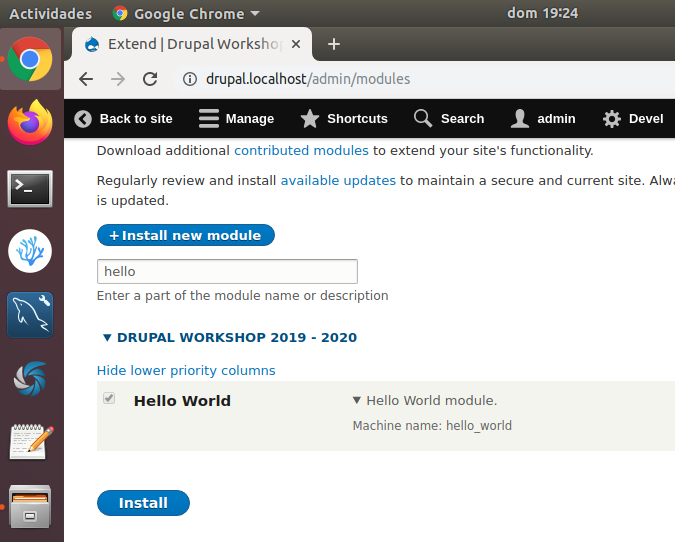 Actividades Google Chrome dom 19:24
Extend | Drupal Workshop
drupal.localhost/admin/modules
Back to site Manage Shortcuts Search admin Devel
Download additional contributed modules to extend your site's functionality.
Regularly review and install available updates to maintain a secure and current site. Alwa
is updated.
+ Install new module
hello
Enter a part of the module name or description
DRUPAL WORKSHOP 2019 - 2020
Hide lower priority columns
Hello World Hello World module.
Machine name: hello_world
Install